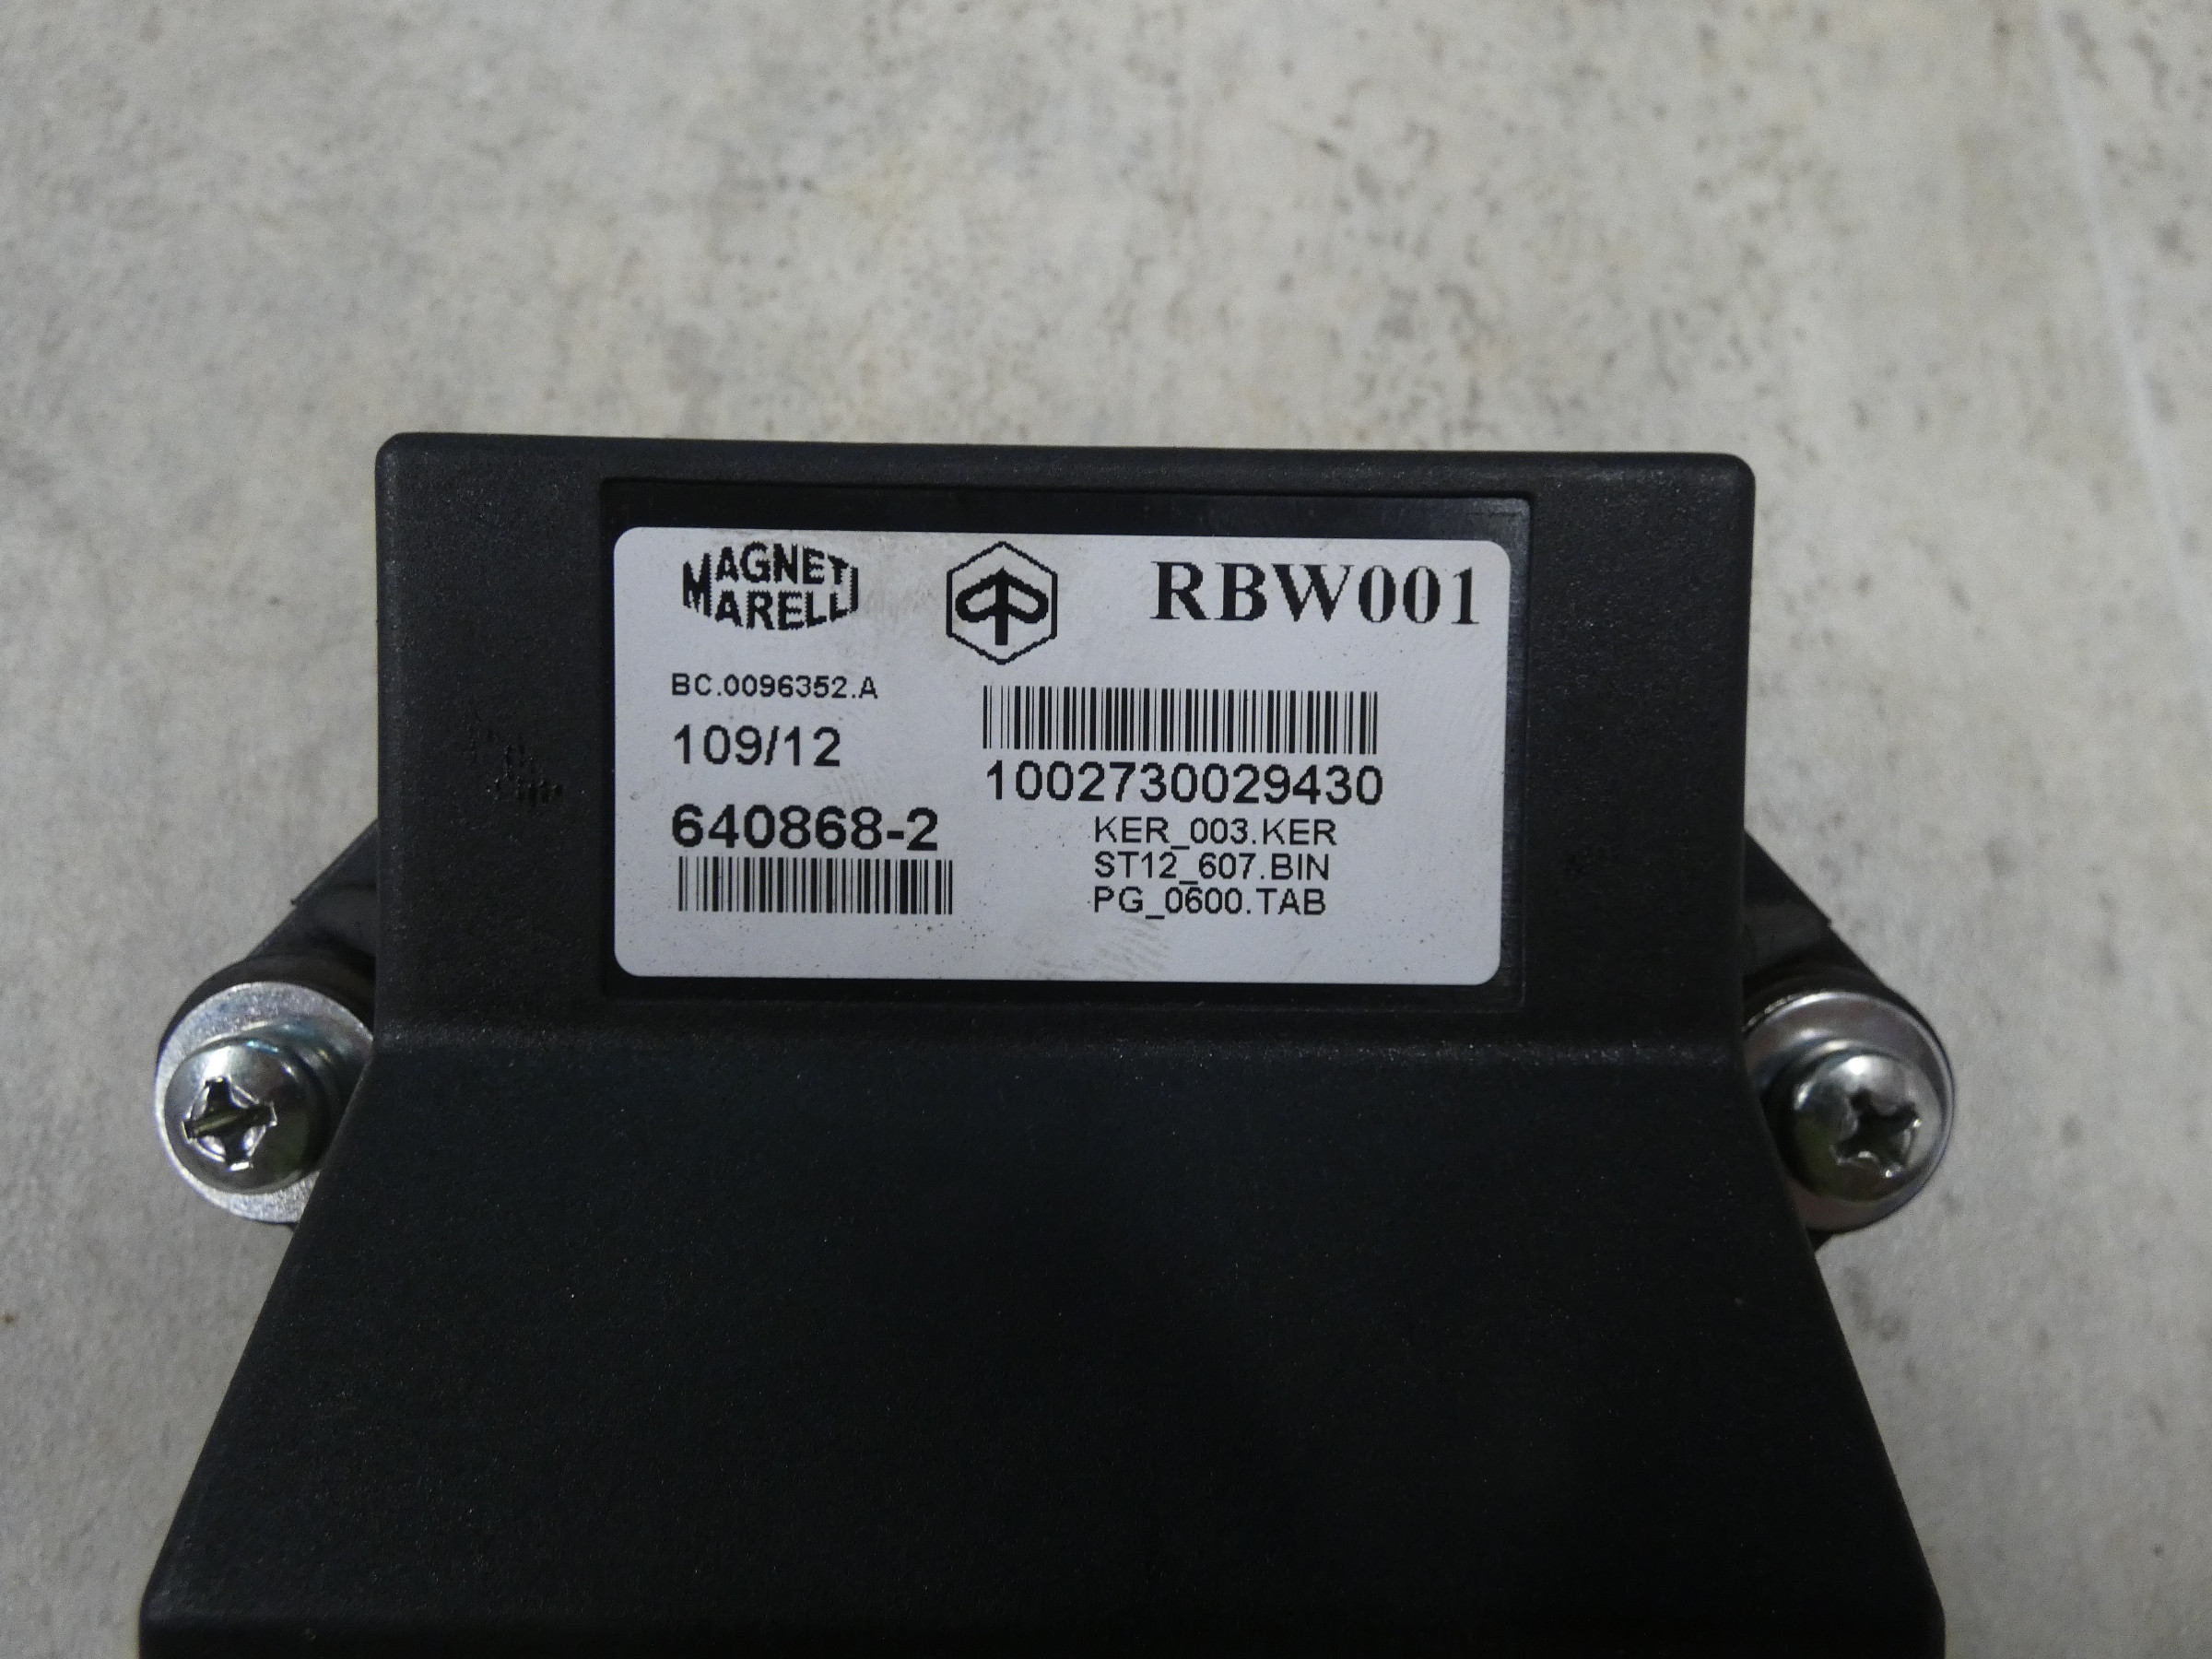 MAGNETI
MARELLI
RBW001
BC.0096352.A
109/12
1002730029430
640868-2
KER_003.KER
ST12_607.BIN
PG_0600.TAB